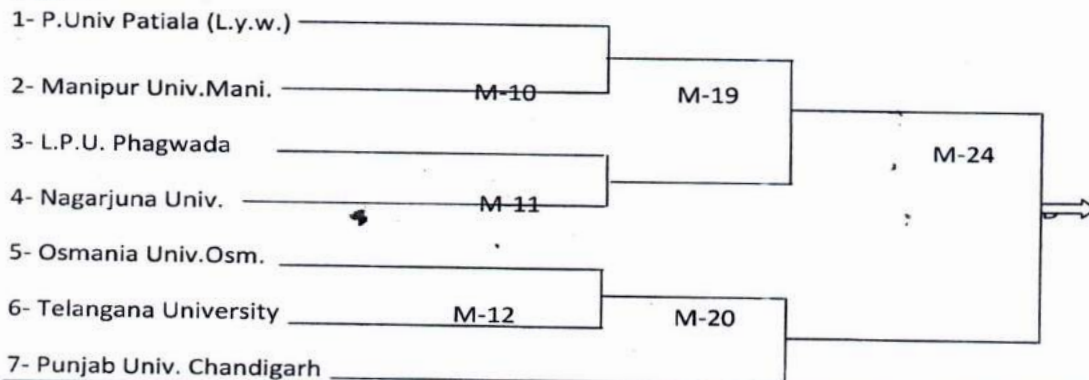 1- P.Univ Patiala (L.y.w.)
2- Manipur Univ.Mani. M-10 M-19
3- L.P.U. Phagwada M-24
4- Nagarjuna Univ. M-11
5- Osmania Univ.Osm.
6- Telangana University M-12 M-20
7- Punjab Univ. Chandigarh